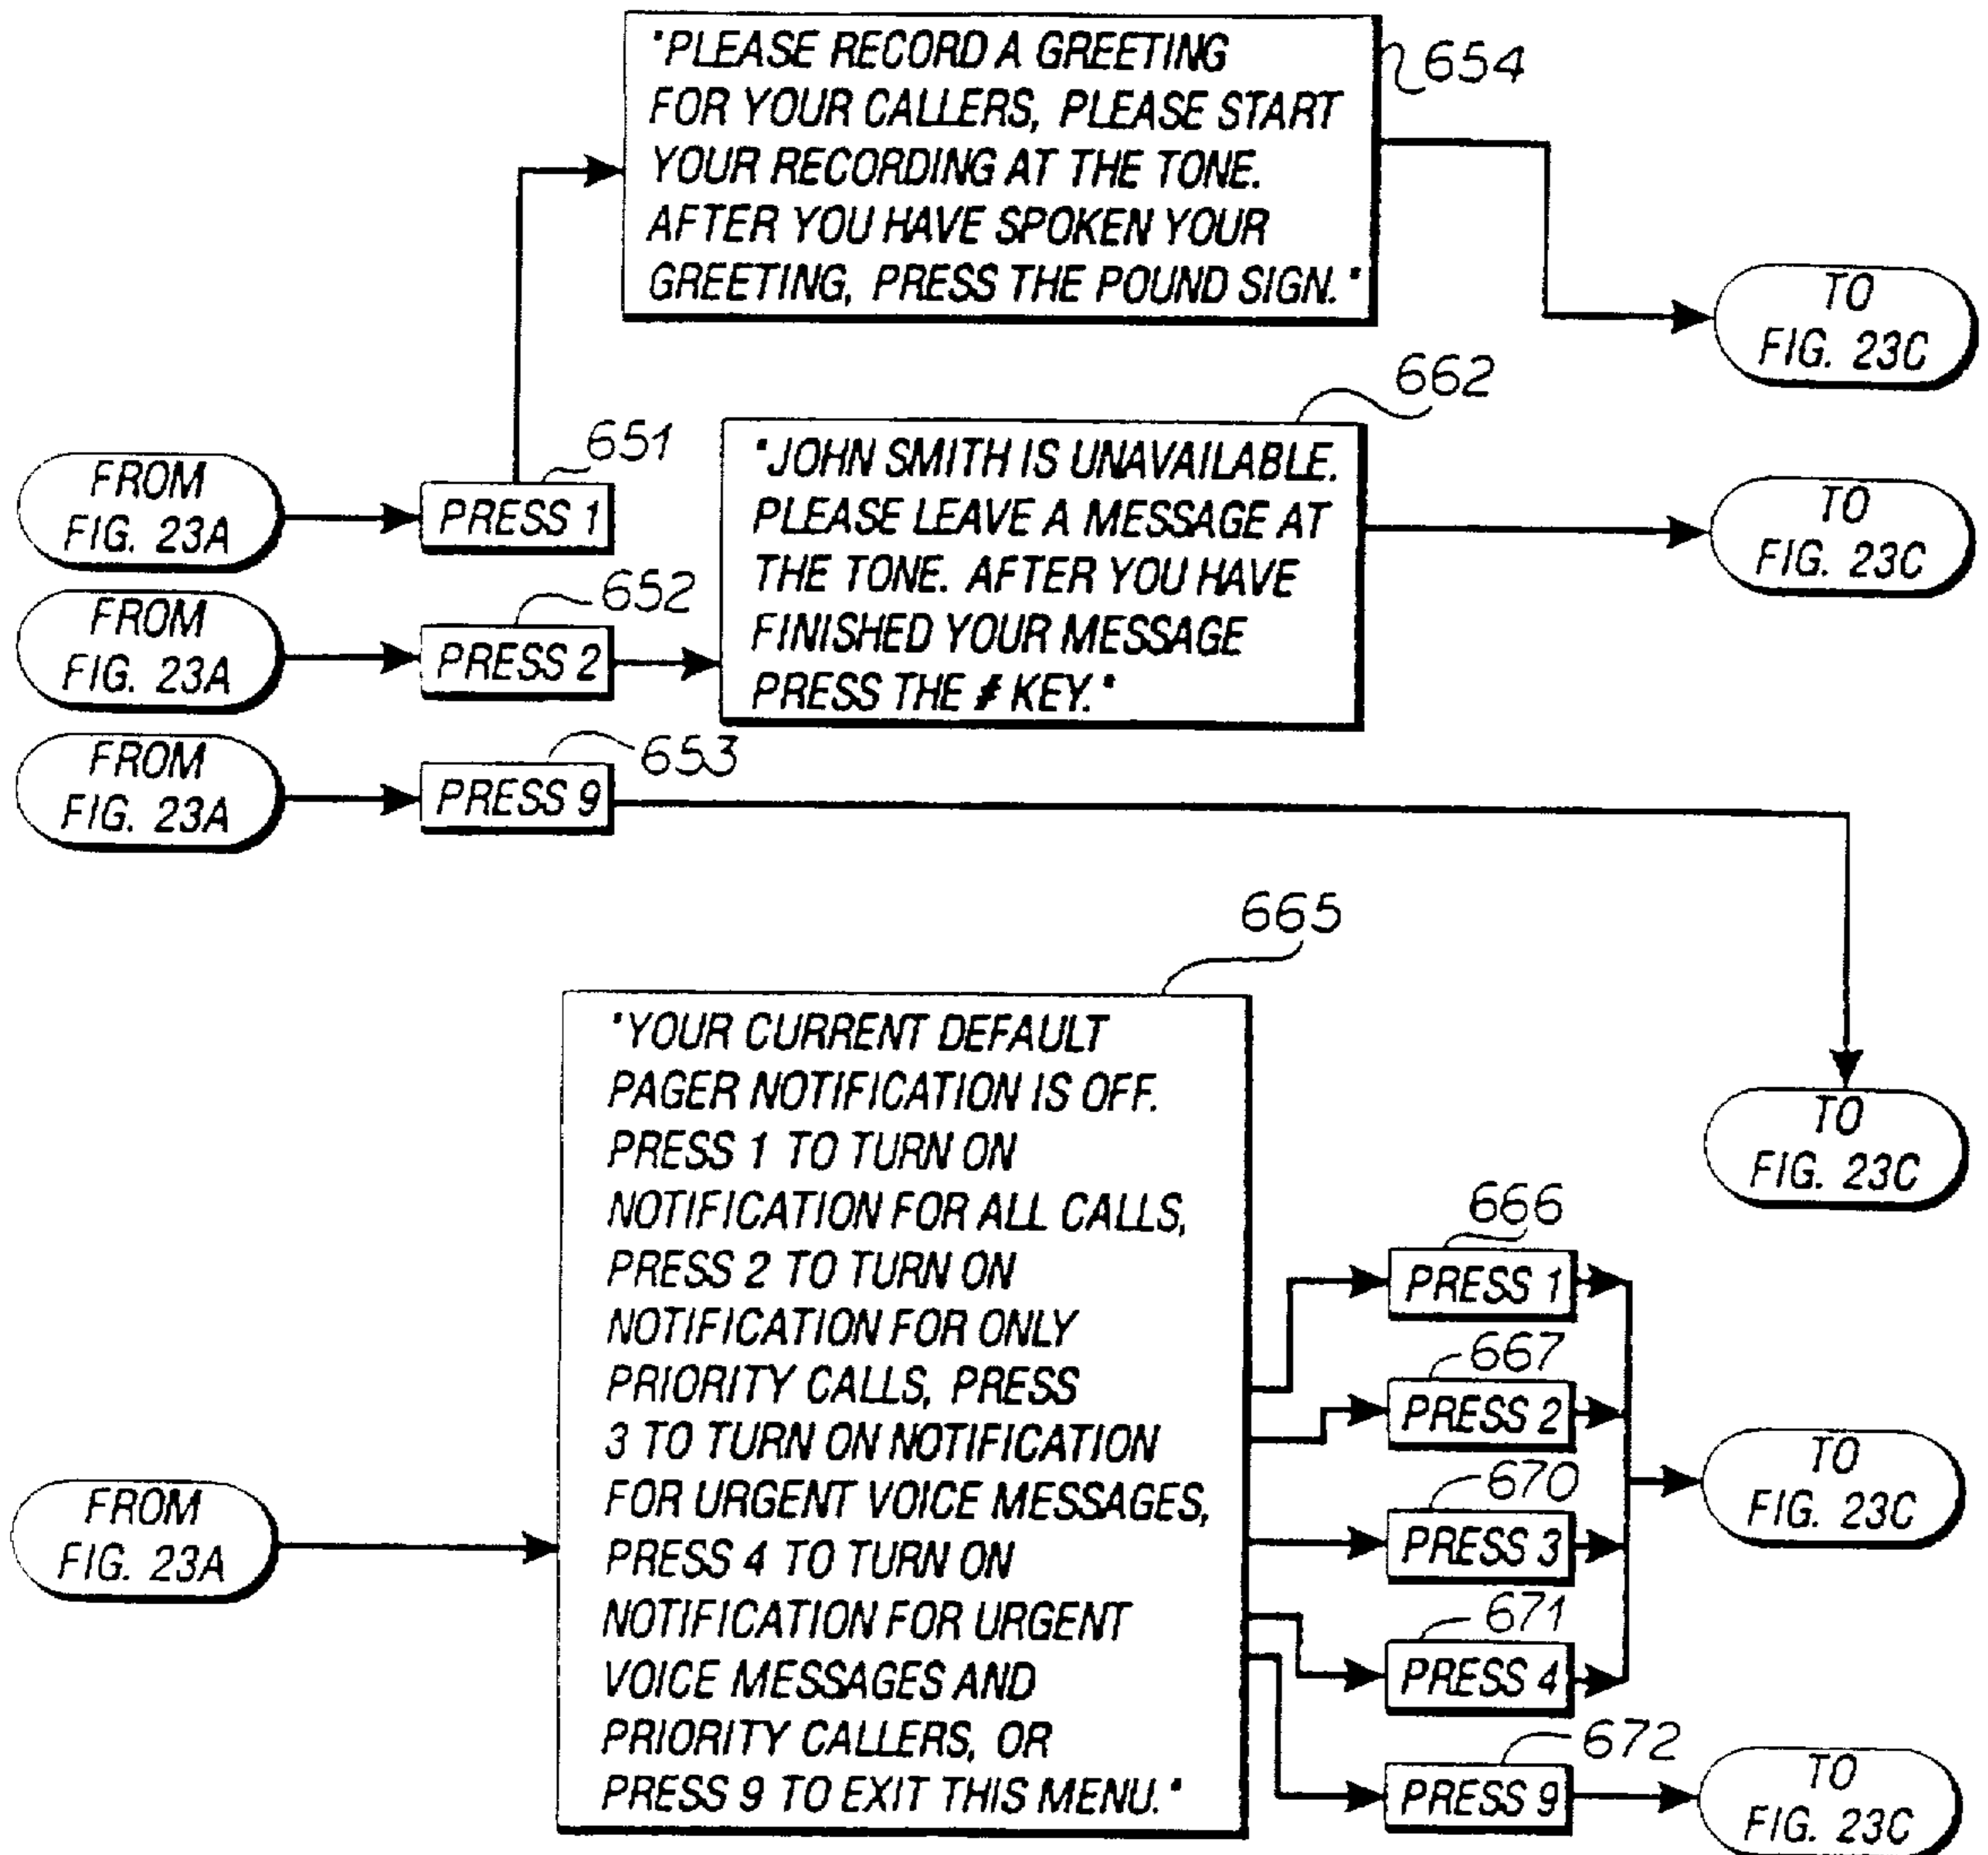 "PLEASE RECORD A GREETING
FOR YOUR CALLERS, PLEASE START
YOUR RECORDING AT THE TONE.
AFTER YOU HAVE SPOKEN YOUR
GREETING, PRESS THE POUND SIGN."
654
TO
FIG. 23C
FROM
FIG. 23A
651
PRESS 1
662
"JOHN SMITH IS UNAVAILABLE.
PLEASE LEAVE A MESSAGE AT
THE TONE. AFTER YOU HAVE
FINISHED YOUR MESSAGE
PRESS THE # KEY."
TO
FIG. 23C
FROM
FIG. 23A
652
PRESS 2
FROM
FIG. 23A
653
PRESS 9
TO
FIG. 23C
FROM
FIG. 23A
665
"YOUR CURRENT DEFAULT
PAGER NOTIFICATION IS OFF.
PRESS 1 TO TURN ON
NOTIFICATION FOR ALL CALLS,
PRESS 2 TO TURN ON
NOTIFICATION FOR ONLY
PRIORITY CALLS, PRESS
3 TO TURN ON NOTIFICATION
FOR URGENT VOICE MESSAGES,
PRESS 4 TO TURN ON
NOTIFICATION FOR URGENT
VOICE MESSAGES AND
PRIORITY CALLERS, OR
PRESS 9 TO EXIT THIS MENU."
666
PRESS 1
667
PRESS 2
670
PRESS 3
671
PRESS 4
TO
FIG. 23C
672
PRESS 9
TO
FIG. 23C